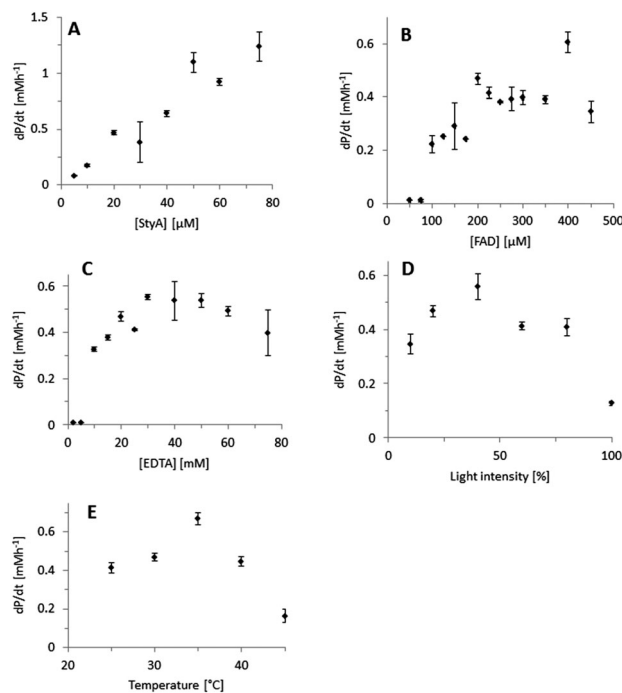 A
dP/dt [mMh-1]
1.5
1
0.5
0
0 20 40 60 80
[StyA] [µM]
B
dP/dt [mMh-1]
0.6
0.4
0.2
0
0 100 200 300 400 500
[FAD] [µM]
C
dP/dt [mMh-1]
0.6
0.4
0.2
0
0 20 40 60 80
[EDTA] [mM]
D
dP/dt [mMh-1]
0.6
0.4
0.2
0
0 50 100
Light intensity [%]
E
dP/dt [mMh-1]
0.6
0.4
0.2
0
20 30 40
Temperature [°C]